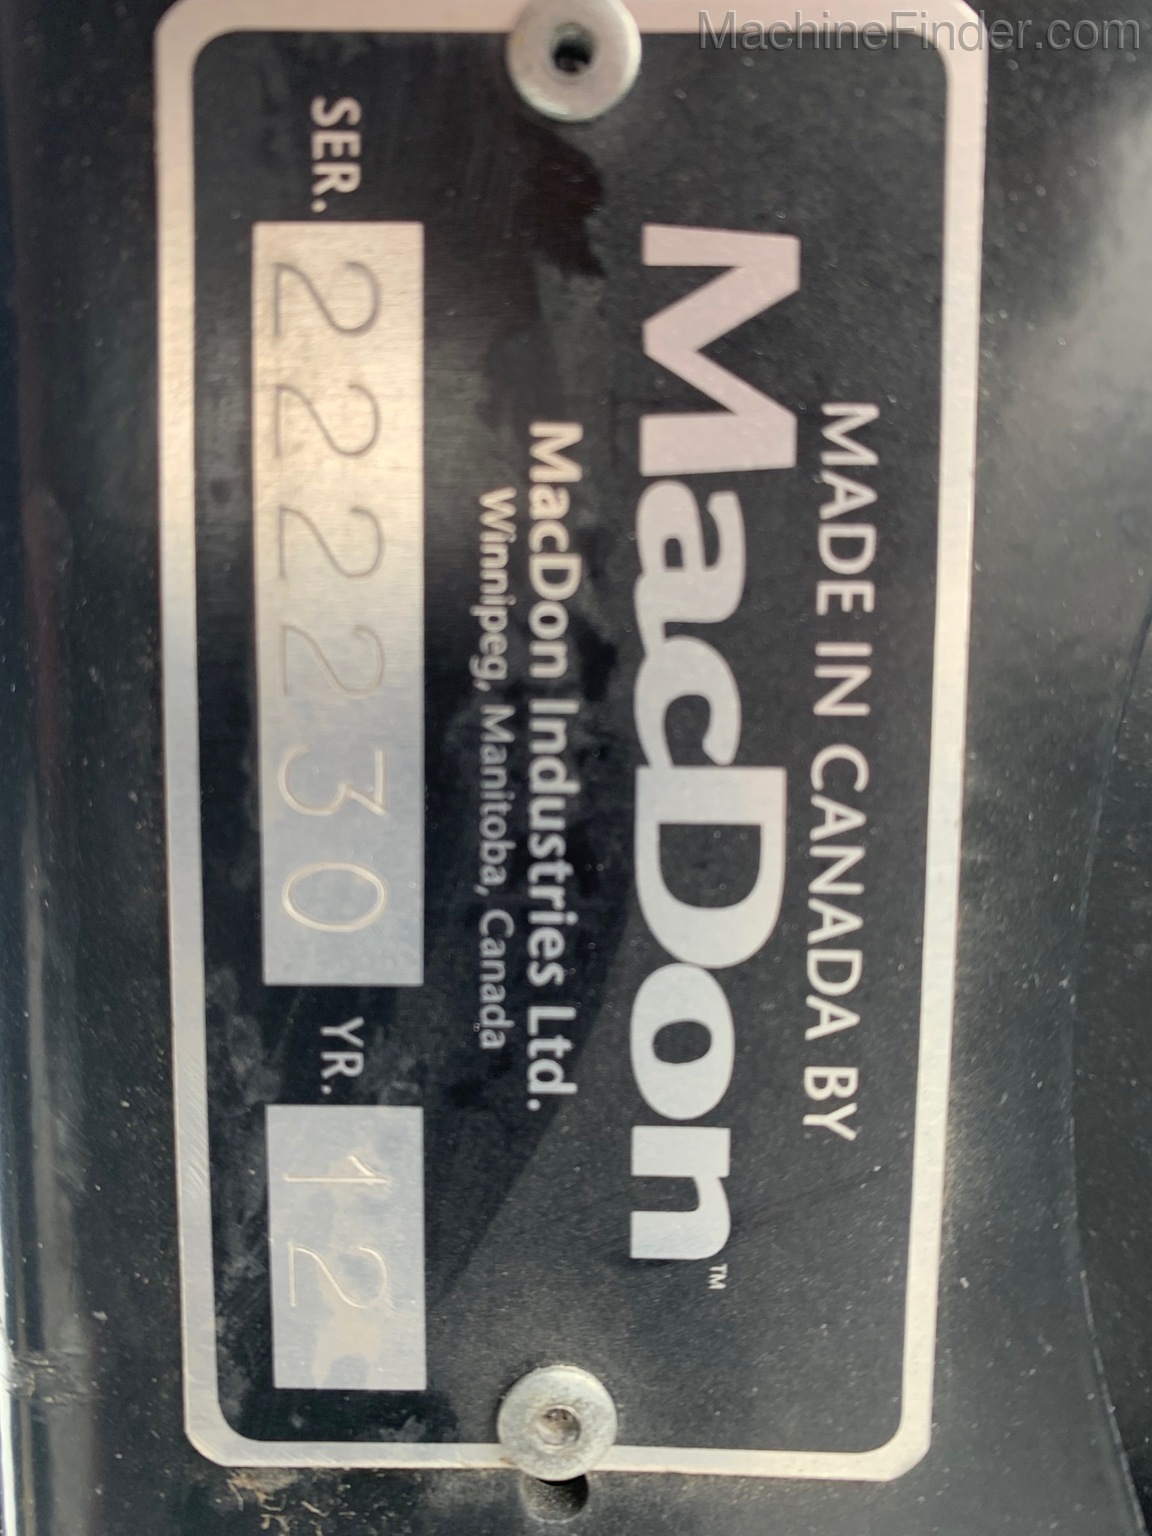 MachineFinder.com
MADE IN CANADA BY
MacDon™
MacDon Industries Ltd.
Winnipeg, Manitoba, Canada
SER. 222230 YR. 12